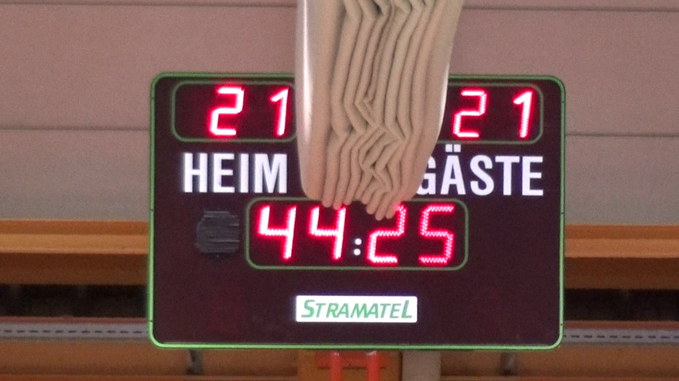 21 21
HEIM GÄSTE
44:25
STRAMATEL